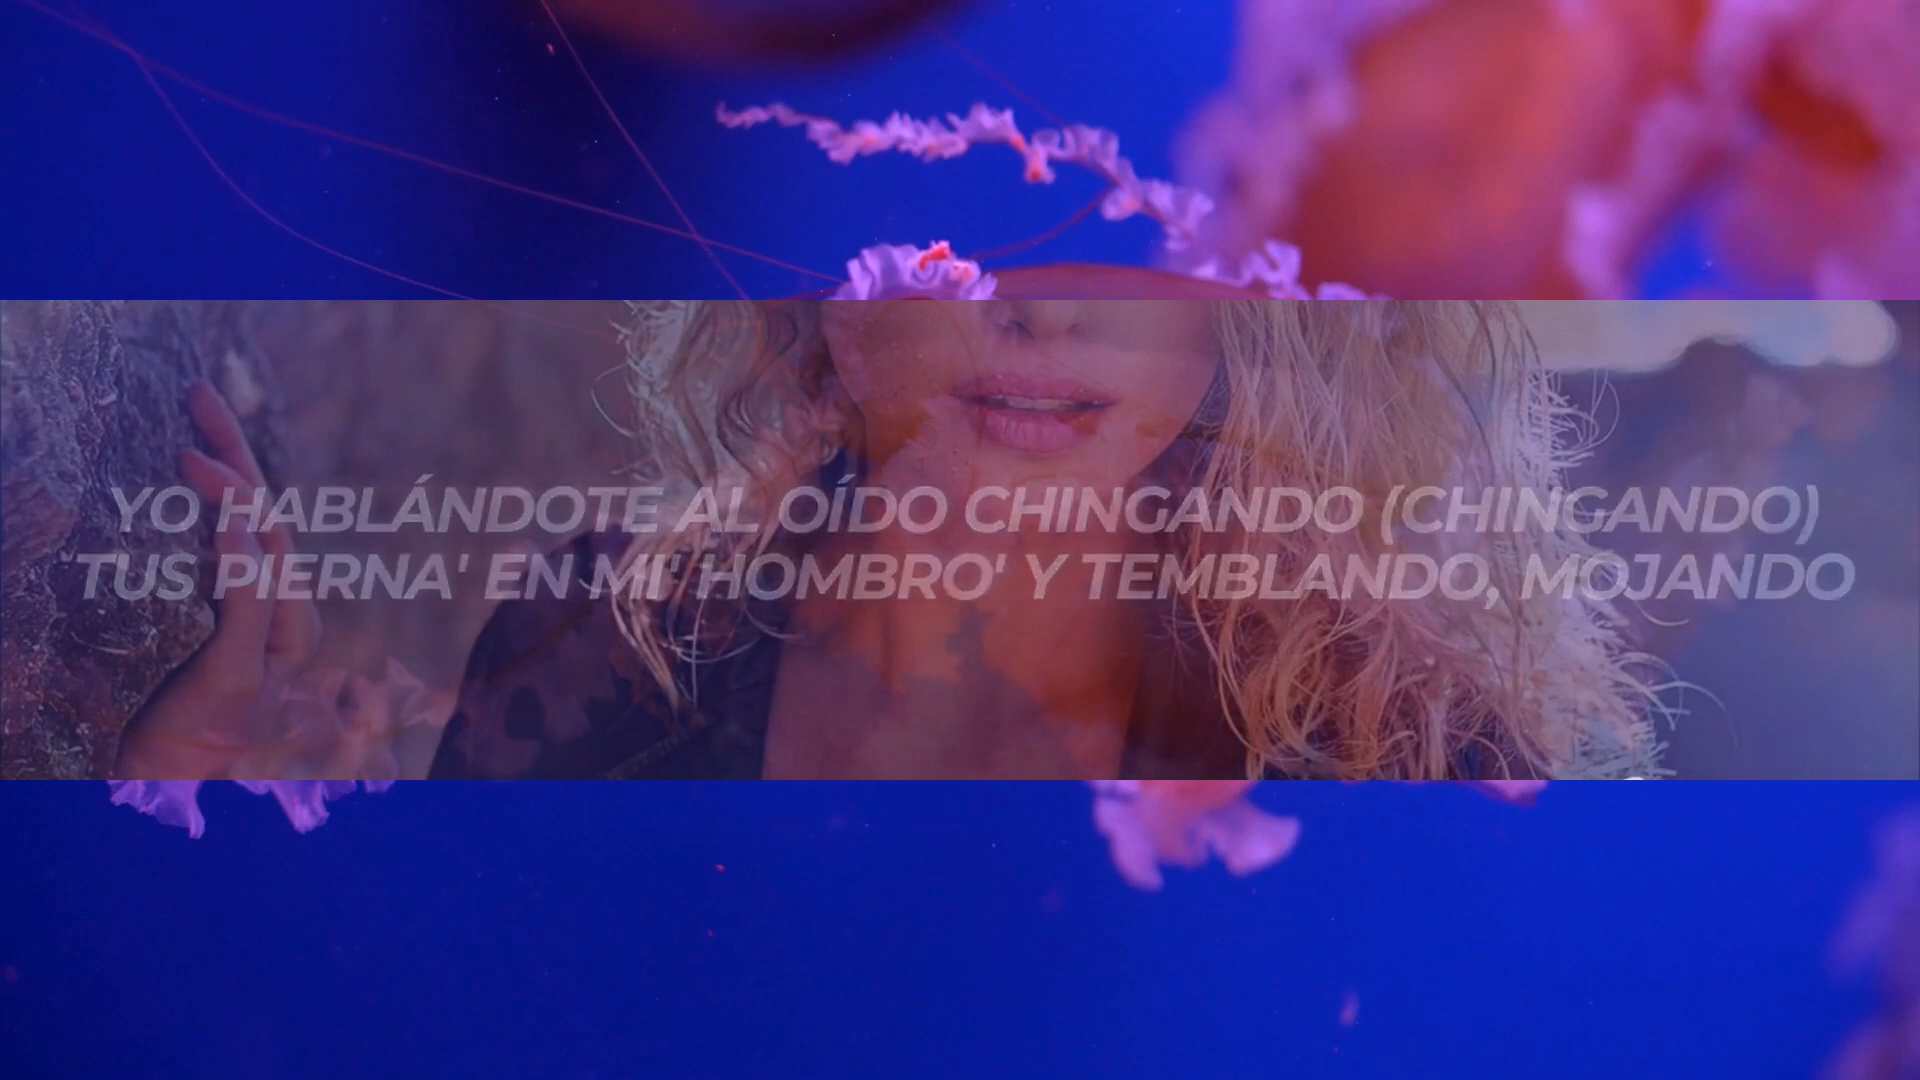 YO HABLÁNDOTE AL OÍDO CHINGANDO (CHINGANDO)
TUS PIERNA' EN MI' HOMBRO' Y TEMBLANDO, MOJANDO